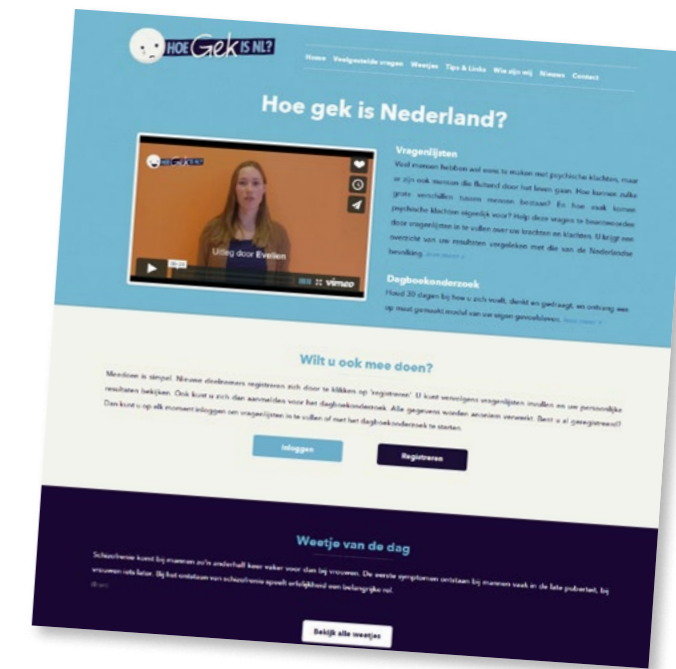 HOE Gek IS NL?
Home Veelgestelde vragen Weetjes Tips & Links Wie zijn wij Nieuws Contact
Hoe gek is Nederland?
HOE Gek IS NL?
Uitleg door Evelien
vimeo
Vragenlijsten
Veel mensen hebben wel eens te maken met psychische klachten, maar
er zijn ook mensen die fluitend door het leven gaan. Hoe kunnen zulke
grote verschillen tussen mensen bestaan? En hoe vaak komen
psychische klachten eigenlijk voor? Help deze vragen te beantwoorden
door vragenlijsten in te vullen over uw krachten en klachten. U krijgt een
overzicht van uw resultaten vergeleken met die van de Nederlandse
bevolking. lees meer
Dagboekonderzoek
Houd 30 dagen bij hoe u zich voelt, denkt en gedraagt, en ontvang een
op maat gemaakt model van uw eigen gevoelsleven. lees meer
Wilt u ook mee doen?
Meedoen is simpel. Nieuwe deelnemers registreren zich door te klikken op 'registreren'. U kunt vervolgens vragenlijsten invullen en uw persoonlijke
resultaten bekijken. Ook kunt u zich dan aanmelden voor het dagboekonderzoek. Alle gegevens worden anoniem verwerkt. Bent u al geregistreerd?
Dan kunt u op elk moment inloggen om vragenlijsten in te vullen of met het dagboekonderzoek te starten.
Inloggen
Registreren
Weetje van de dag
Schizofrenie komt bij mannen zo'n anderhalf keer vaker voor dan bij vrouwen. De eerste symptomen ontstaan bij mannen vaak in de late puberteit, bij
vrouwen iets later. Bij het ontstaan van schizofrenie speelt erfelijkheid een belangrijke rol.
Bekijk alle weetjes